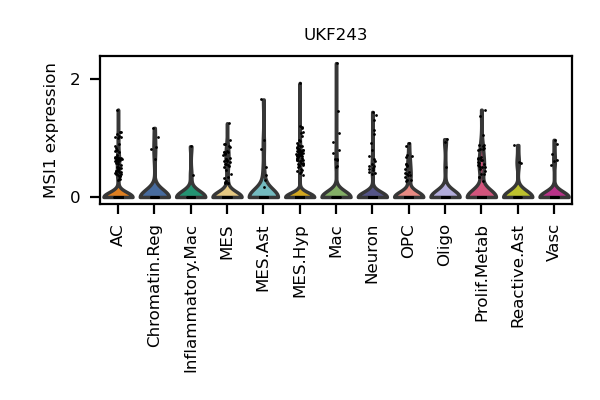 UKF243
MSI1 expression
2
0
AC
Chromatin.Reg
Inflammatory.Mac
MES
MES.Ast
MES.Hyp
Mac
Neuron
OPC
Oligo
Prolif.Metab
Reactive.Ast
Vasc